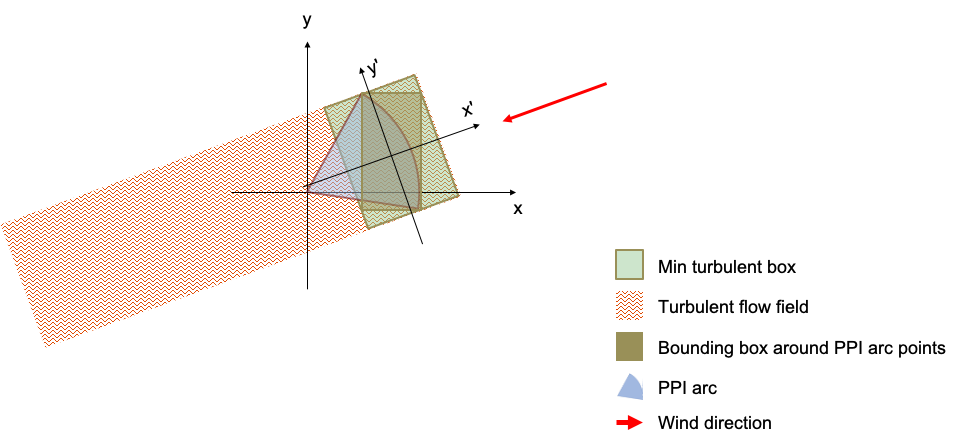 y
y'
x'
x
Min turbulent box
Turbulent flow field
Bounding box around PPI arc points
PPI arc
Wind direction